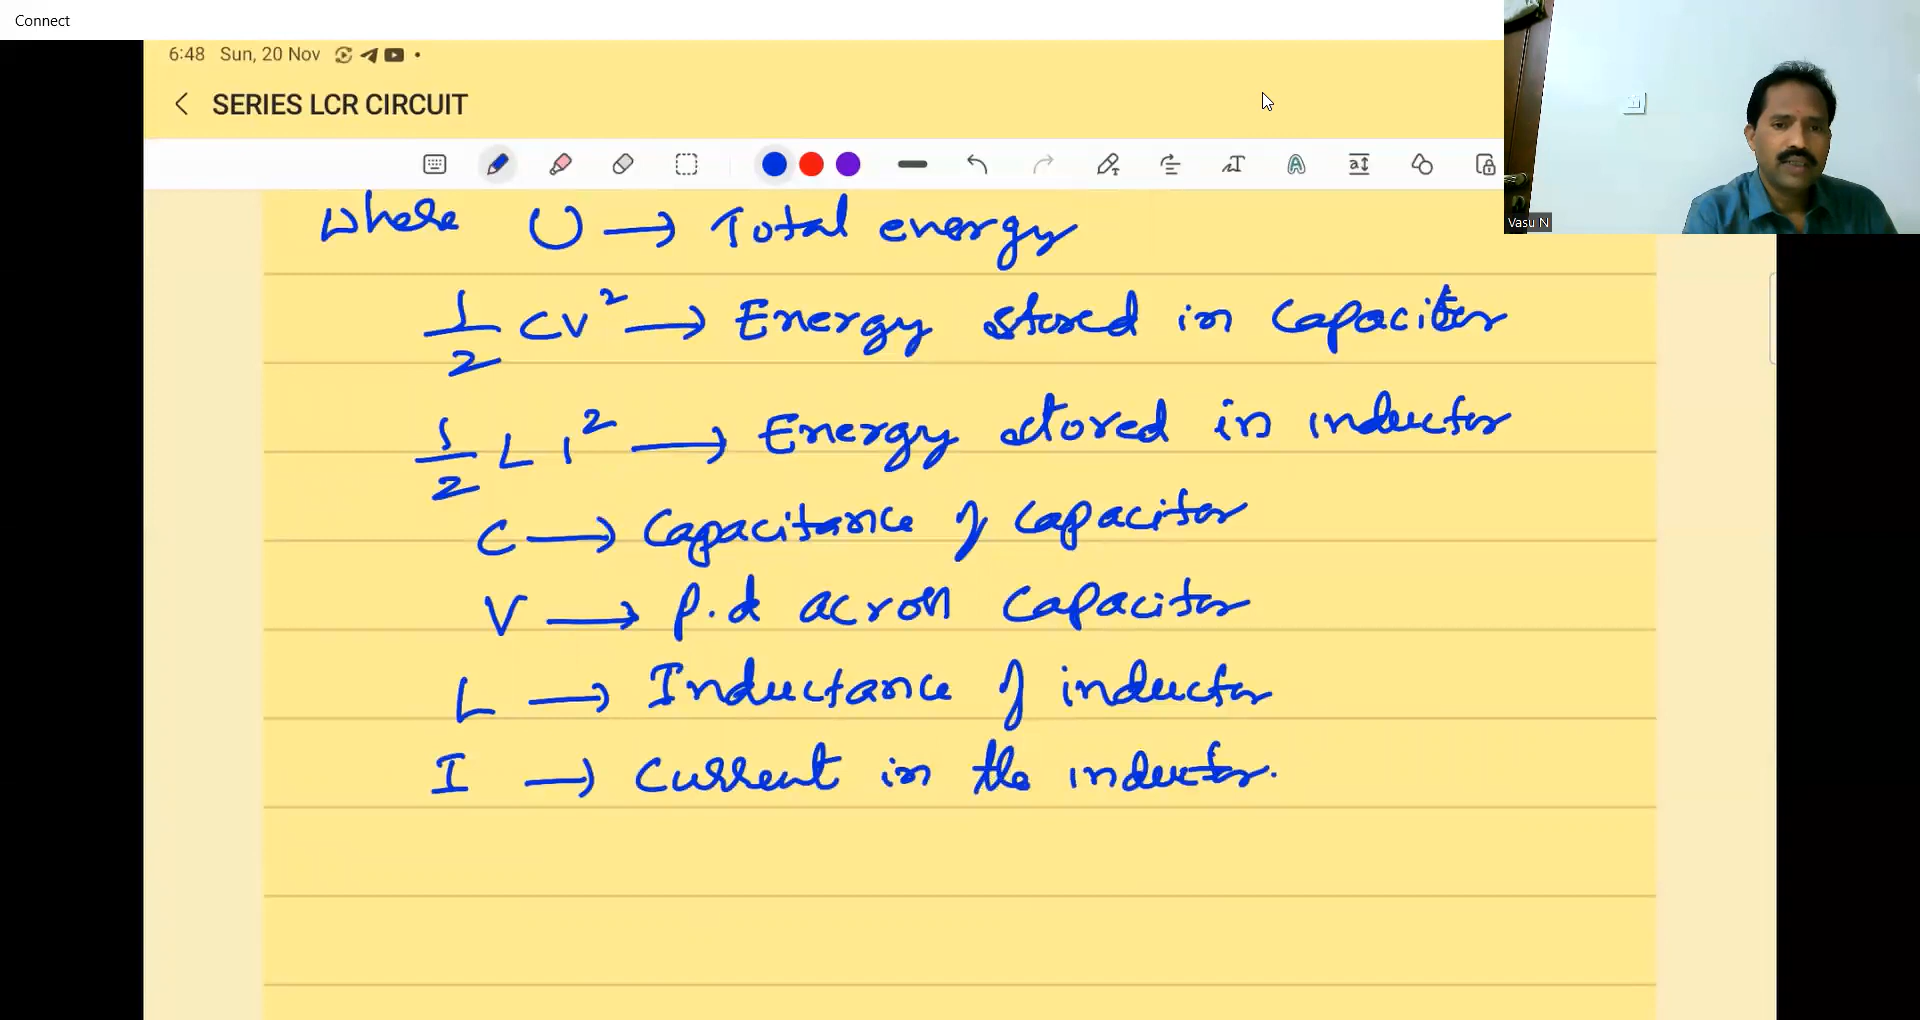 Connect
6:48 Sun, 20 Nov
SERIES LCR CIRCUIT
Vasu N
Where U → Total energy
1/2 CV² → Energy stored in capacitor
1/2 L I² → Energy stored in inductor
C → Capacitance of capacitor
V → P.d across capacitor
L → Inductance of inductor
I → Current in the inductor.